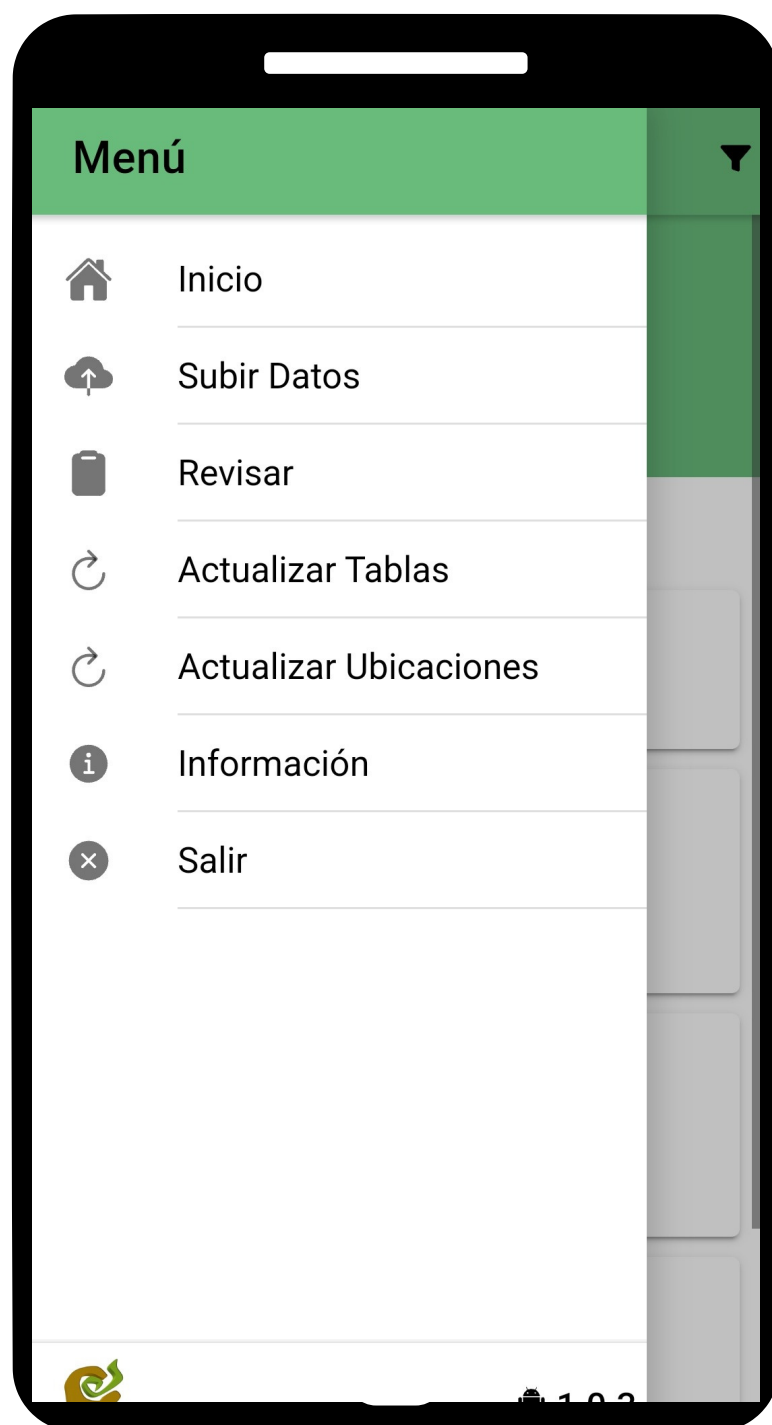 Menú
Inicio
Subir Datos
Revisar
Actualizar Tablas
Actualizar Ubicaciones
Información
Salir